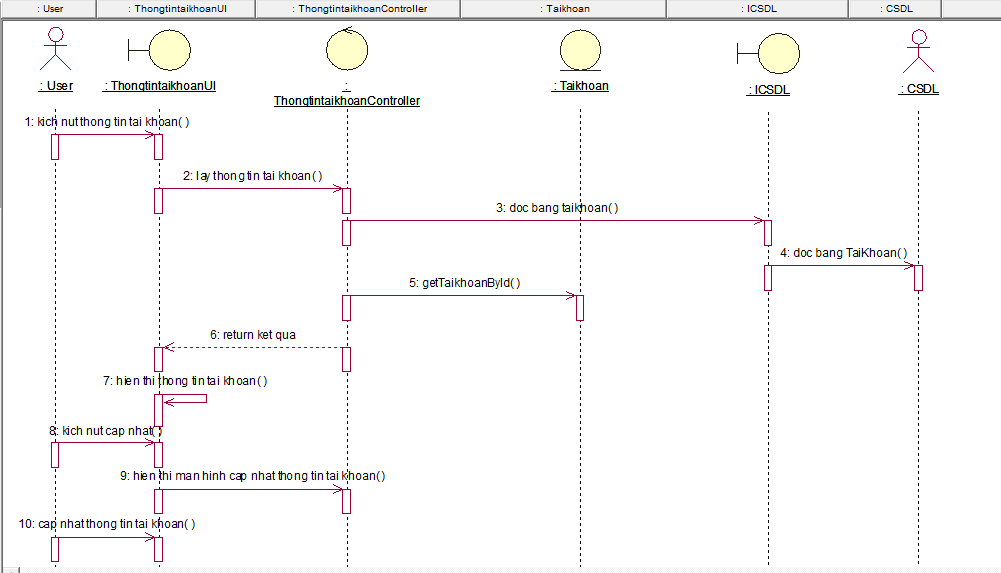 : User
: ThongtintaikhoanUI
: ThongtintaikhoanController
: Taikhoan
: ICSDL
: CSDL
: User
: ThongtintaikhoanUI
:
ThongtintaikhoanController
: Taikhoan
: ICSDL
: CSDL
1: kich nut thong tin tai khoan( )
2: lay thong tin tai khoan( )
3: doc bang taikhoan( )
4: doc bang TaiKhoan( )
5: getTaikhoanById( )
6: return ket qua
7: hien thi thong tin tai khoan( )
8: kich nut cap nhat( )
9: hien thi man hinh cap nhat thong tin tai khoan( )
10: cap nhat thong tin tai khoan( )